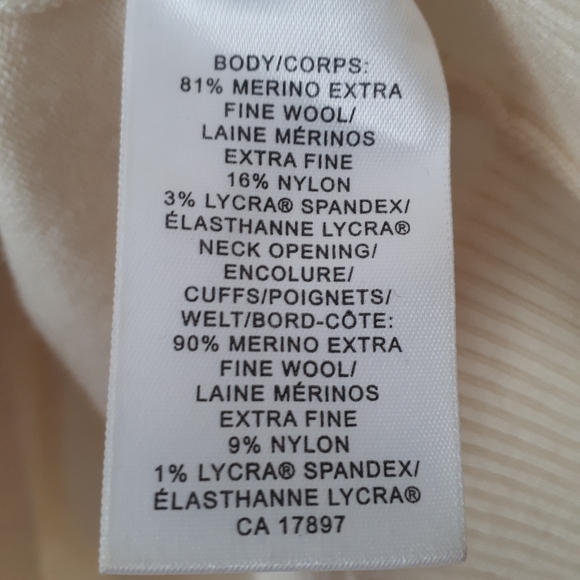 BODY/CORPS:
81% MERINO EXTRA
FINE WOOL/
LAINE MÉRINOS
EXTRA FINE
16% NYLON
3% LYCRA® SPANDEX/
ÉLASTHANNE LYCRA®
NECK OPENING/
ENCOLURE/
CUFFS/POIGNETS/
WELT/BORD-CÔTE:
90% MERINO EXTRA
FINE WOOL/
LAINE MÉRINOS
EXTRA FINE
9% NYLON
1% LYCRA® SPANDEX/
ÉLASTHANNE LYCRA®
CA 17897